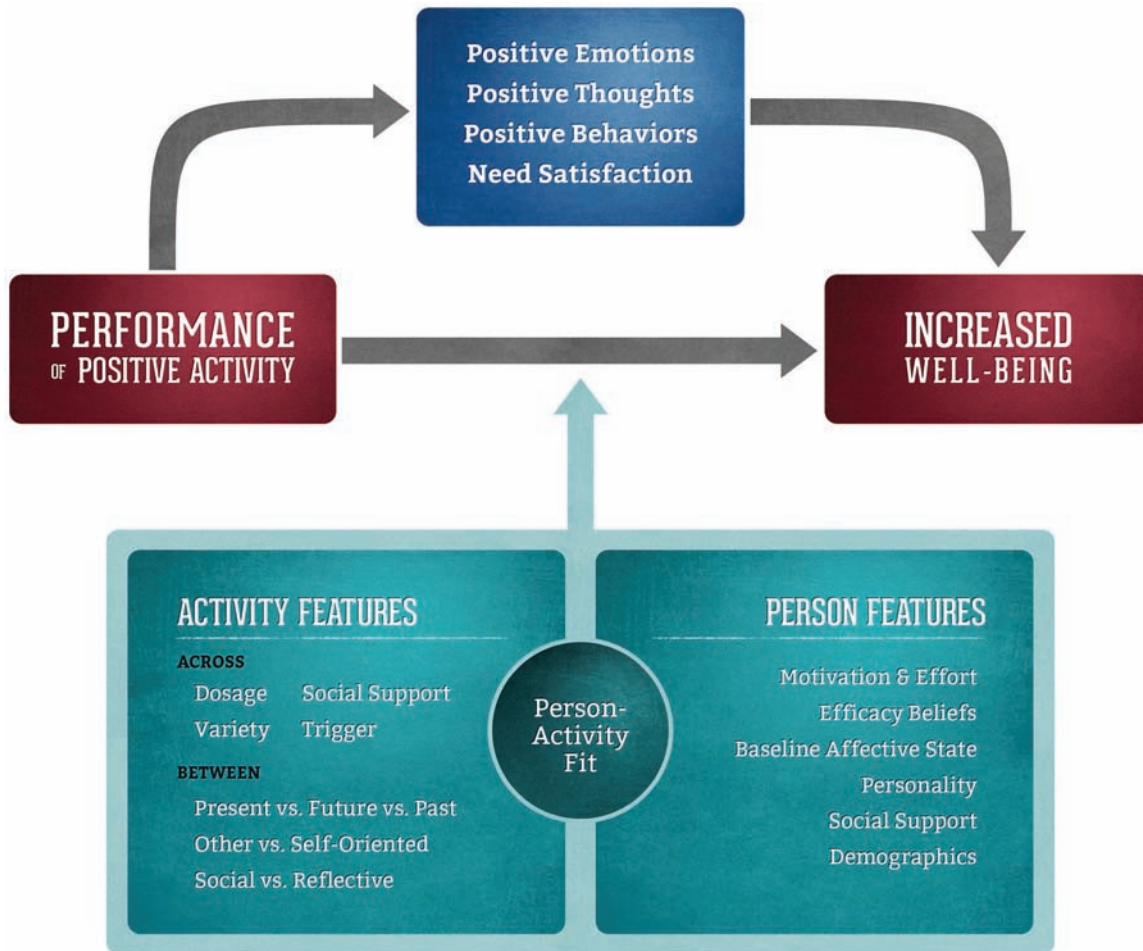 Positive Emotions
Positive Thoughts
Positive Behaviors
Need Satisfaction
PERFORMANCE
OF POSITIVE ACTIVITY
INCREASED
WELL-BEING
ACTIVITY FEATURES
ACROSS
Dosage Social Support
Variety Trigger
BETWEEN
Present vs. Future vs. Past
Other vs. Self-Oriented
Social vs. Reflective
Person-
Activity
Fit
PERSON FEATURES
Motivation & Effort
Efficacy Beliefs
Baseline Affective State
Personality
Social Support
Demographics